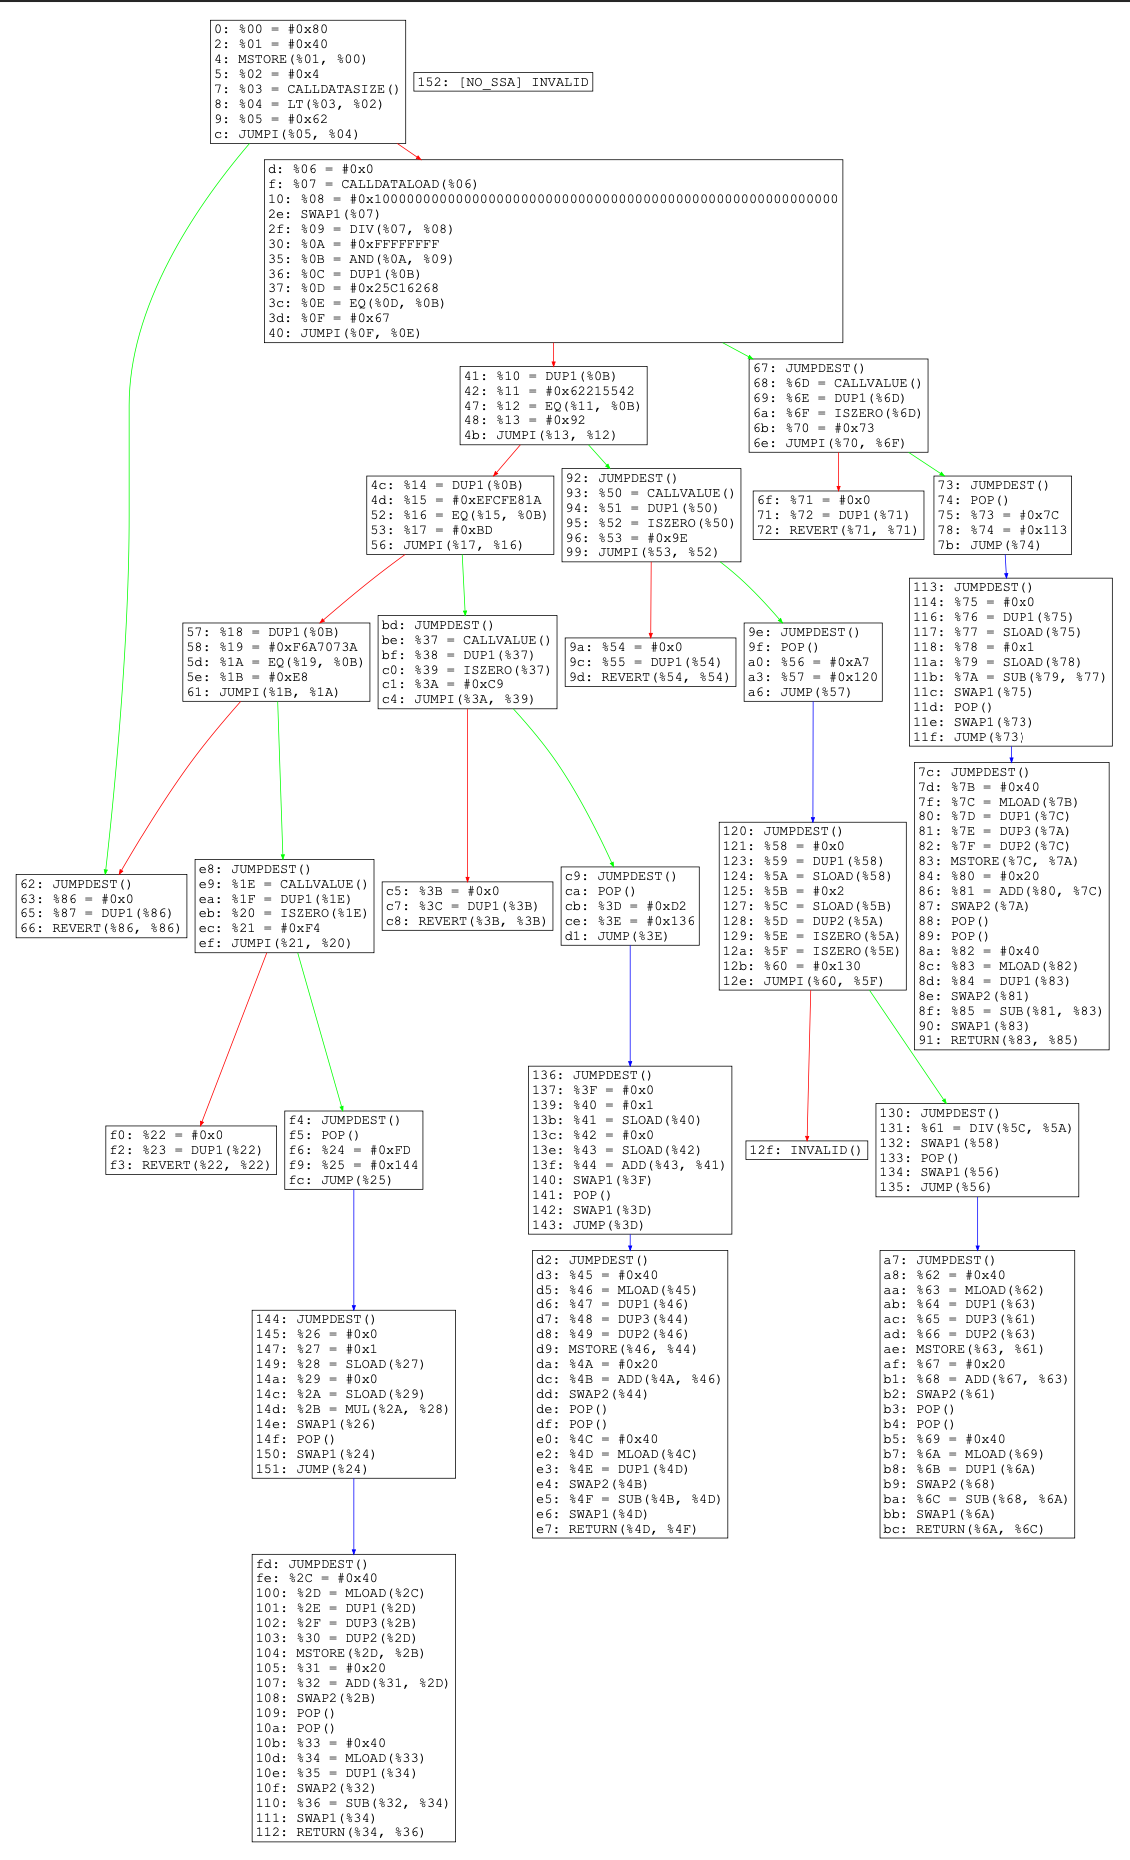 0: %00 = #0x80
2: %01 = #0x40
4: MSTORE(%01, %00)
5: %02 = #0x4
7: %03 = CALLDATASIZE()
8: %04 = LT(%03, %02)
9: %05 = #0x62
c: JUMPI(%05, %04)
152: [NO_SSA] INVALID
d: %06 = #0x0
f: %07 = CALLDATALOAD(%06)
10: %08 = #0x100000000000000000000000000000000000000000000000000000000
2e: SWAP1(%07)
2f: %09 = DIV(%07, %08)
30: %0A = #0xFFFFFFFF
35: %0B = AND(%0A, %09)
36: %0C = DUP1(%0B)
37: %0D = #0x25C16268
3c: %0E = EQ(%0D, %0B)
3d: %0F = #0x67
40: JUMPI(%0F, %0E)
41: %10 = DUP1(%0B)
42: %11 = #0x62215542
47: %12 = EQ(%11, %0B)
48: %13 = #0x92
4b: JUMPI(%13, %12)
67: JUMPDEST()
68: %6D = CALLVALUE()
69: %6E = DUP1(%6D)
6a: %6F = ISZERO(%6D)
6b: %70 = #0x73
6e: JUMPI(%70, %6F)
4c: %14 = DUP1(%0B)
4d: %15 = #0xEFCFE81A
52: %16 = EQ(%15, %0B)
53: %17 = #0xBD
56: JUMPI(%17, %16)
92: JUMPDEST()
93: %50 = CALLVALUE()
94: %51 = DUP1(%50)
95: %52 = ISZERO(%50)
96: %53 = #0x9E
99: JUMPI(%53, %52)
6f: %71 = #0x0
71: %72 = DUP1(%71)
72: REVERT(%71, %71)
73: JUMPDEST()
74: POP()
75: %73 = #0x7C
78: %74 = #0x113
7b: JUMP(%74)
57: %18 = DUP1(%0B)
58: %19 = #0xF6A7073A
5d: %1A = EQ(%19, %0B)
5e: %1B = #0xE8
61: JUMPI(%1B, %1A)
bd: JUMPDEST()
be: %37 = CALLVALUE()
bf: %38 = DUP1(%37)
c0: %39 = ISZERO(%37)
c1: %3A = #0xC9
c4: JUMPI(%3A, %39)
9a: %54 = #0x0
9c: %55 = DUP1(%54)
9d: REVERT(%54, %54)
9e: JUMPDEST()
9f: POP()
a0: %56 = #0xA7
a3: %57 = #0x120
a6: JUMP(%57)
113: JUMPDEST()
114: %75 = #0x0
116: %76 = DUP1(%75)
117: %77 = SLOAD(%75)
118: %78 = #0x1
11a: %79 = SLOAD(%78)
11b: %7A = SUB(%79, %77)
11c: SWAP1(%75)
11d: POP()
11e: SWAP1(%73)
11f: JUMP(%73)
7c: JUMPDEST()
7d: %7B = #0x40
7f: %7C = MLOAD(%7B)
80: %7D = DUP1(%7C)
81: %7E = DUP3(%7A)
82: %7F = DUP2(%7C)
83: MSTORE(%7C, %7A)
84: %80 = #0x20
86: %81 = ADD(%80, %7C)
87: SWAP2(%7A)
88: POP()
89: POP()
8a: %82 = #0x40
8c: %83 = MLOAD(%82)
8d: %84 = DUP1(%83)
8e: SWAP2(%81)
8f: %85 = SUB(%81, %83)
90: SWAP1(%83)
91: RETURN(%83, %85)
62: JUMPDEST()
63: %86 = #0x0
65: %87 = DUP1(%86)
66: REVERT(%86, %86)
e8: JUMPDEST()
e9: %1E = CALLVALUE()
ea: %1F = DUP1(%1E)
eb: %20 = ISZERO(%1E)
ec: %21 = #0xF4
ef: JUMPI(%21, %20)
c5: %3B = #0x0
c7: %3C = DUP1(%3B)
c8: REVERT(%3B, %3B)
c9: JUMPDEST()
ca: POP()
cb: %3D = #0xD2
ce: %3E = #0x136
d1: JUMP(%3E)
120: JUMPDEST()
121: %58 = #0x0
123: %59 = DUP1(%58)
124: %5A = SLOAD(%58)
125: %5B = #0x2
127: %5C = SLOAD(%5B)
128: %5D = DUP2(%5A)
129: %5E = ISZERO(%5A)
12a: %5F = ISZERO(%5E)
12b: %60 = #0x130
12e: JUMPI(%60, %5F)
f0: %22 = #0x0
f2: %23 = DUP1(%22)
f3: REVERT(%22, %22)
f4: JUMPDEST()
f5: POP()
f6: %24 = #0xFD
f9: %25 = #0x144
fc: JUMP(%25)
136: JUMPDEST()
137: %3F = #0x0
139: %40 = #0x1
13b: %41 = SLOAD(%40)
13c: %42 = #0x0
13e: %43 = SLOAD(%42)
13f: %44 = ADD(%43, %41)
140: SWAP1(%3F)
141: POP()
142: SWAP1(%3D)
143: JUMP(%3D)
12f: INVALID()
130: JUMPDEST()
131: %61 = DIV(%5C, %5A)
132: SWAP1(%58)
133: POP()
134: SWAP1(%56)
135: JUMP(%56)
144: JUMPDEST()
145: %26 = #0x0
147: %27 = #0x1
149: %28 = SLOAD(%27)
14a: %29 = #0x0
14c: %2A = SLOAD(%29)
14d: %2B = MUL(%2A, %28)
14e: SWAP1(%26)
14f: POP()
150: SWAP1(%24)
151: JUMP(%24)
d2: JUMPDEST()
d3: %45 = #0x40
d5: %46 = MLOAD(%45)
d6: %47 = DUP1(%46)
d7: %48 = DUP3(%44)
d8: %49 = DUP2(%46)
d9: MSTORE(%46, %44)
da: %4A = #0x20
dc: %4B = ADD(%4A, %46)
dd: SWAP2(%44)
de: POP()
df: POP()
e0: %4C = #0x40
e2: %4D = MLOAD(%4C)
e3: %4E = DUP1(%4D)
e4: SWAP2(%4B)
e5: %4F = SUB(%4B, %4D)
e6: SWAP1(%4D)
e7: RETURN(%4D, %4F)
a7: JUMPDEST()
a8: %62 = #0x40
aa: %63 = MLOAD(%62)
ab: %64 = DUP1(%63)
ac: %65 = DUP3(%61)
ad: %66 = DUP2(%63)
ae: MSTORE(%63, %61)
af: %67 = #0x20
b1: %68 = ADD(%67, %63)
b2: SWAP2(%61)
b3: POP()
b4: POP()
b5: %69 = #0x40
b7: %6A = MLOAD(%69)
b8: %6B = DUP1(%6A)
b9: SWAP2(%68)
ba: %6C = SUB(%68, %6A)
bb: SWAP1(%6A)
bc: RETURN(%6A, %6C)
fd: JUMPDEST()
fe: %2C = #0x40
100: %2D = MLOAD(%2C)
101: %2E = DUP1(%2D)
102: %2F = DUP3(%2B)
103: %30 = DUP2(%2D)
104: MSTORE(%2D, %2B)
105: %31 = #0x20
107: %32 = ADD(%31, %2D)
108: SWAP2(%2B)
109: POP()
10a: POP()
10b: %33 = #0x40
10d: %34 = MLOAD(%33)
10e: %35 = DUP1(%34)
10f: SWAP2(%32)
110: %36 = SUB(%32, %34)
111: SWAP1(%34)
112: RETURN(%34, %36)